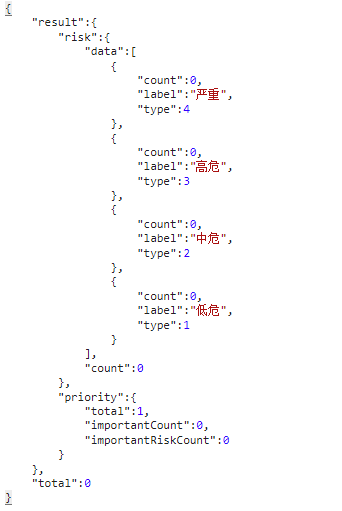 {
"result":{
"risk":{
"data":[
{
"count":0,
"label":"严重",
"type":4
},
{
"count":0,
"label":"高危",
"type":3
},
{
"count":0,
"label":"中危",
"type":2
},
{
"count":0,
"label":"低危",
"type":1
}
],
"count":0
},
"priority":{
"total":1,
"importantCount":0,
"importantRiskCount":0
}
},
"total":0
}